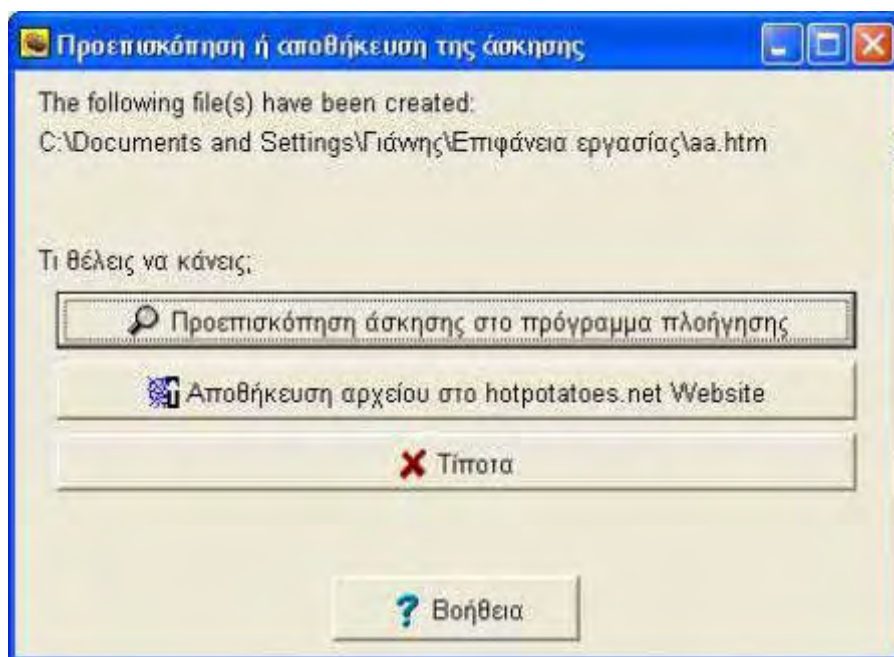 Προεπισκόπηση ή αποθήκευση της άσκησης
The following file(s) have been created:
C:\Documents and Settings\Γιάννης\Επιφάνεια εργασίας\aa.htm
Τι θέλεις να κάνεις;
Προεπισκόπηση άσκησης στο πρόγραμμα πλοήγησης
Αποθήκευση αρχείου στο hotpotatoes.net Website
Τίποτα
Βοήθεια